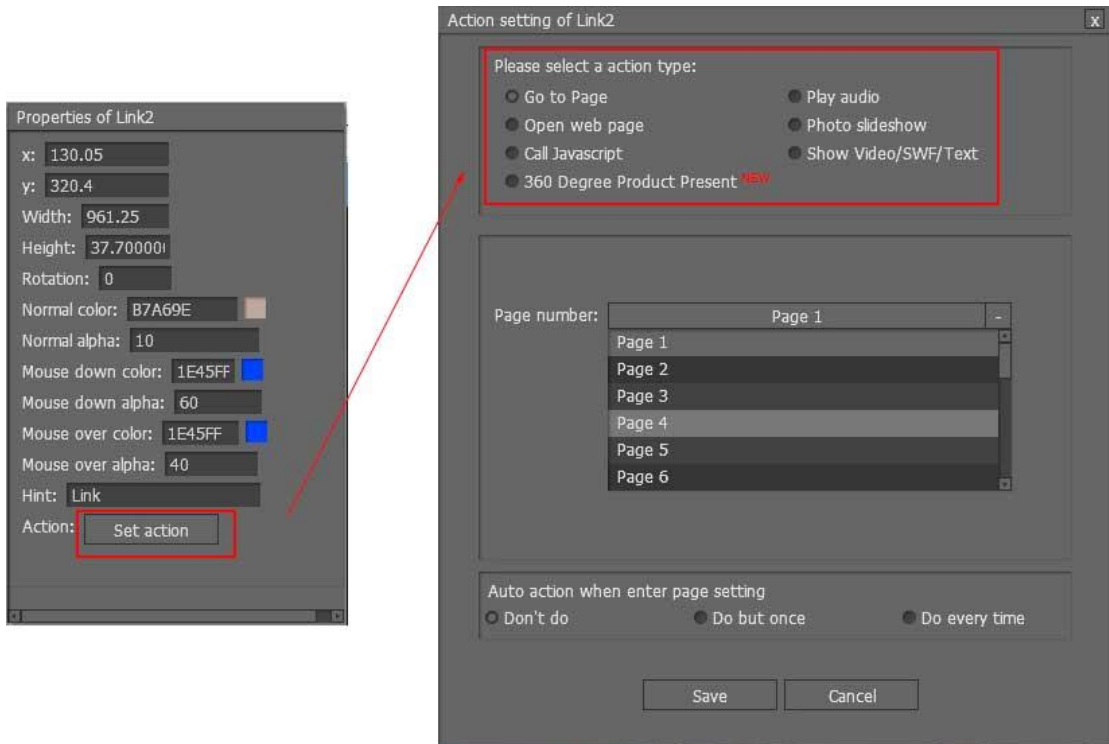 Properties of Link2
x: 130.05
y: 320.4
Width: 961.25
Height: 37.70000
Rotation: 0
Normal color: B7A69E
Normal alpha: 10
Mouse down color: 1E45FF
Mouse down alpha: 60
Mouse over color: 1E45FF
Mouse over alpha: 40
Hint: Link
Action: Set action
Action setting of Link2 x
Please select a action type:
Go to Page Play audio
Open web page Photo slideshow
Call Javascript Show Video/SWF/Text
360 Degree Product Present NEW
Page number: Page 1 -
Page 1
Page 2
Page 3
Page 4
Page 5
Page 6
Auto action when enter page setting
Don't do Do but once Do every time
Save Cancel